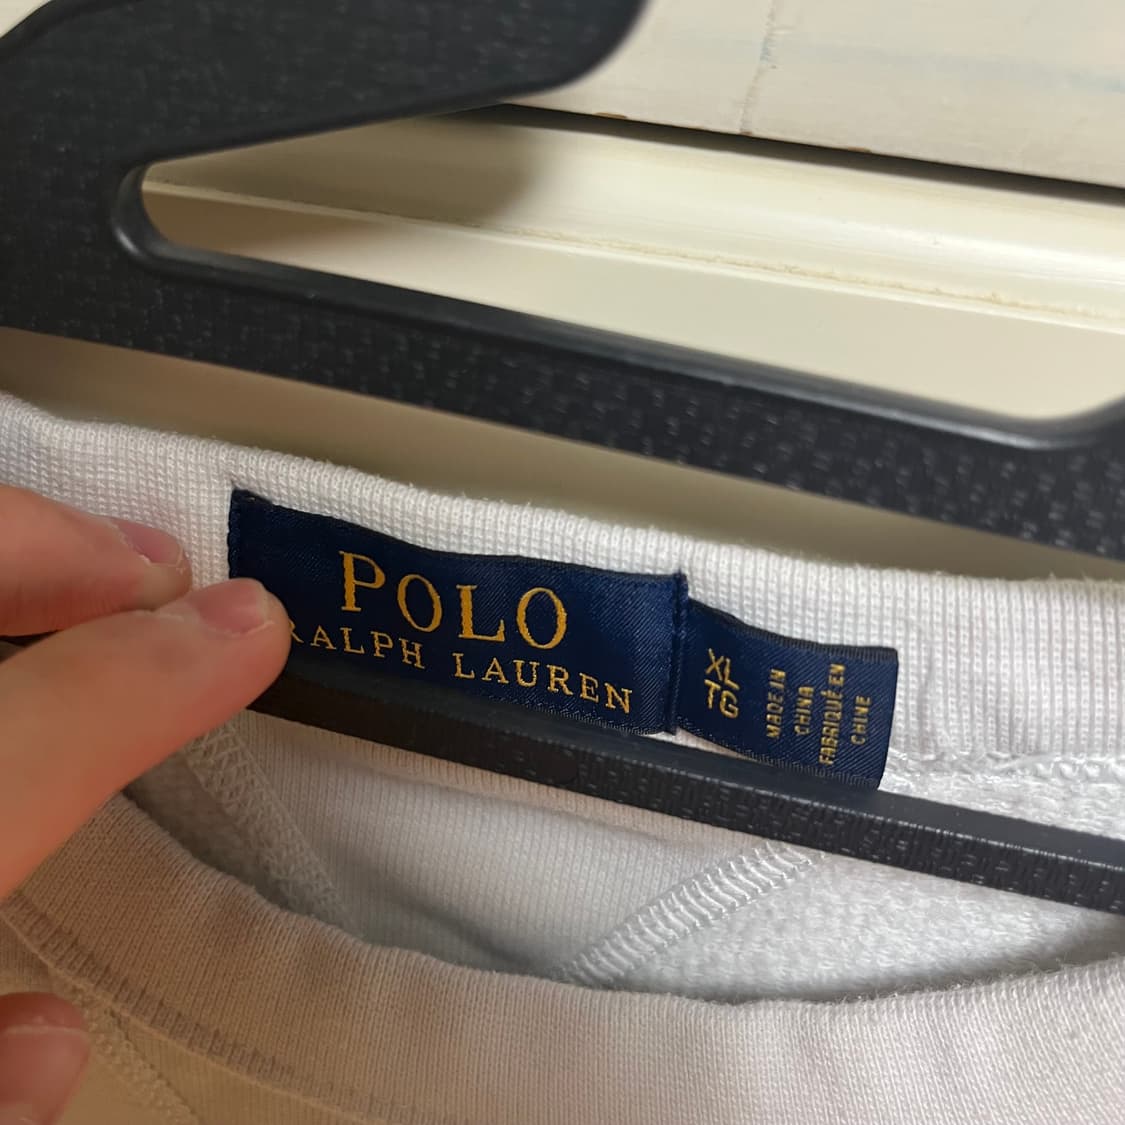 POLO
RALPH LAUREN
XL
TG
MADE IN
CHINA
FABRIQUÉ EN
CHINE